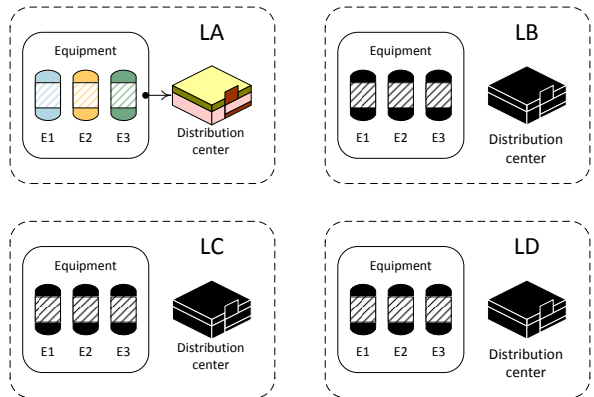 LA
Equipment
E1 E2 E3
Distribution
center
LB
Equipment
E1 E2 E3
Distribution
center
LC
Equipment
E1 E2 E3
Distribution
center
LD
Equipment
E1 E2 E3
Distribution
center